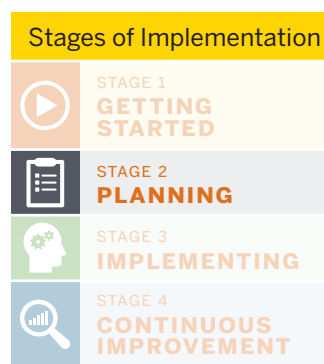 Stages of Implementation
STAGE 1
GETTING
STARTED
STAGE 2
PLANNING
STAGE 3
IMPLEMENTING
STAGE 4
CONTINUOUS
IMPROVEMENT